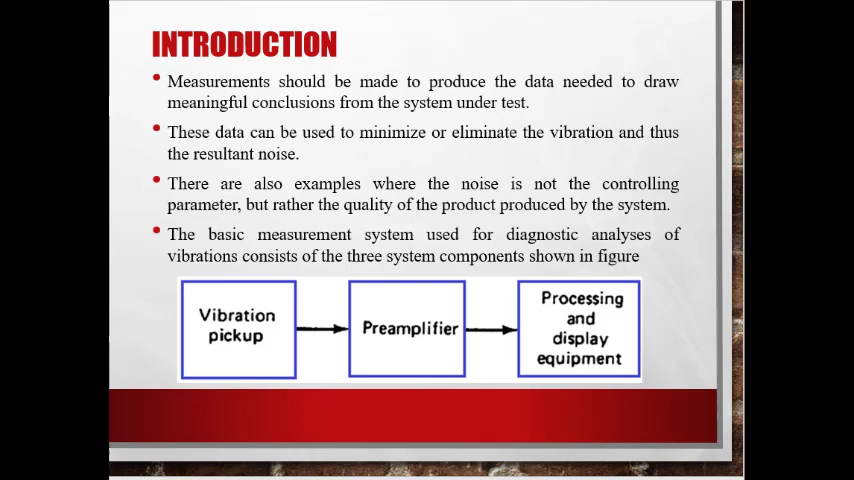 INTRODUCTION
• Measurements should be made to produce the data needed to draw
meaningful conclusions from the system under test.
• These data can be used to minimize or eliminate the vibration and thus
the resultant noise.
• There are also examples where the noise is not the controlling
parameter, but rather the quality of the product produced by the system.
• The basic measurement system used for diagnostic analyses of
vibrations consists of the three system components shown in figure
Vibration
pickup
Preamplifier
Processing
and
display
equipment